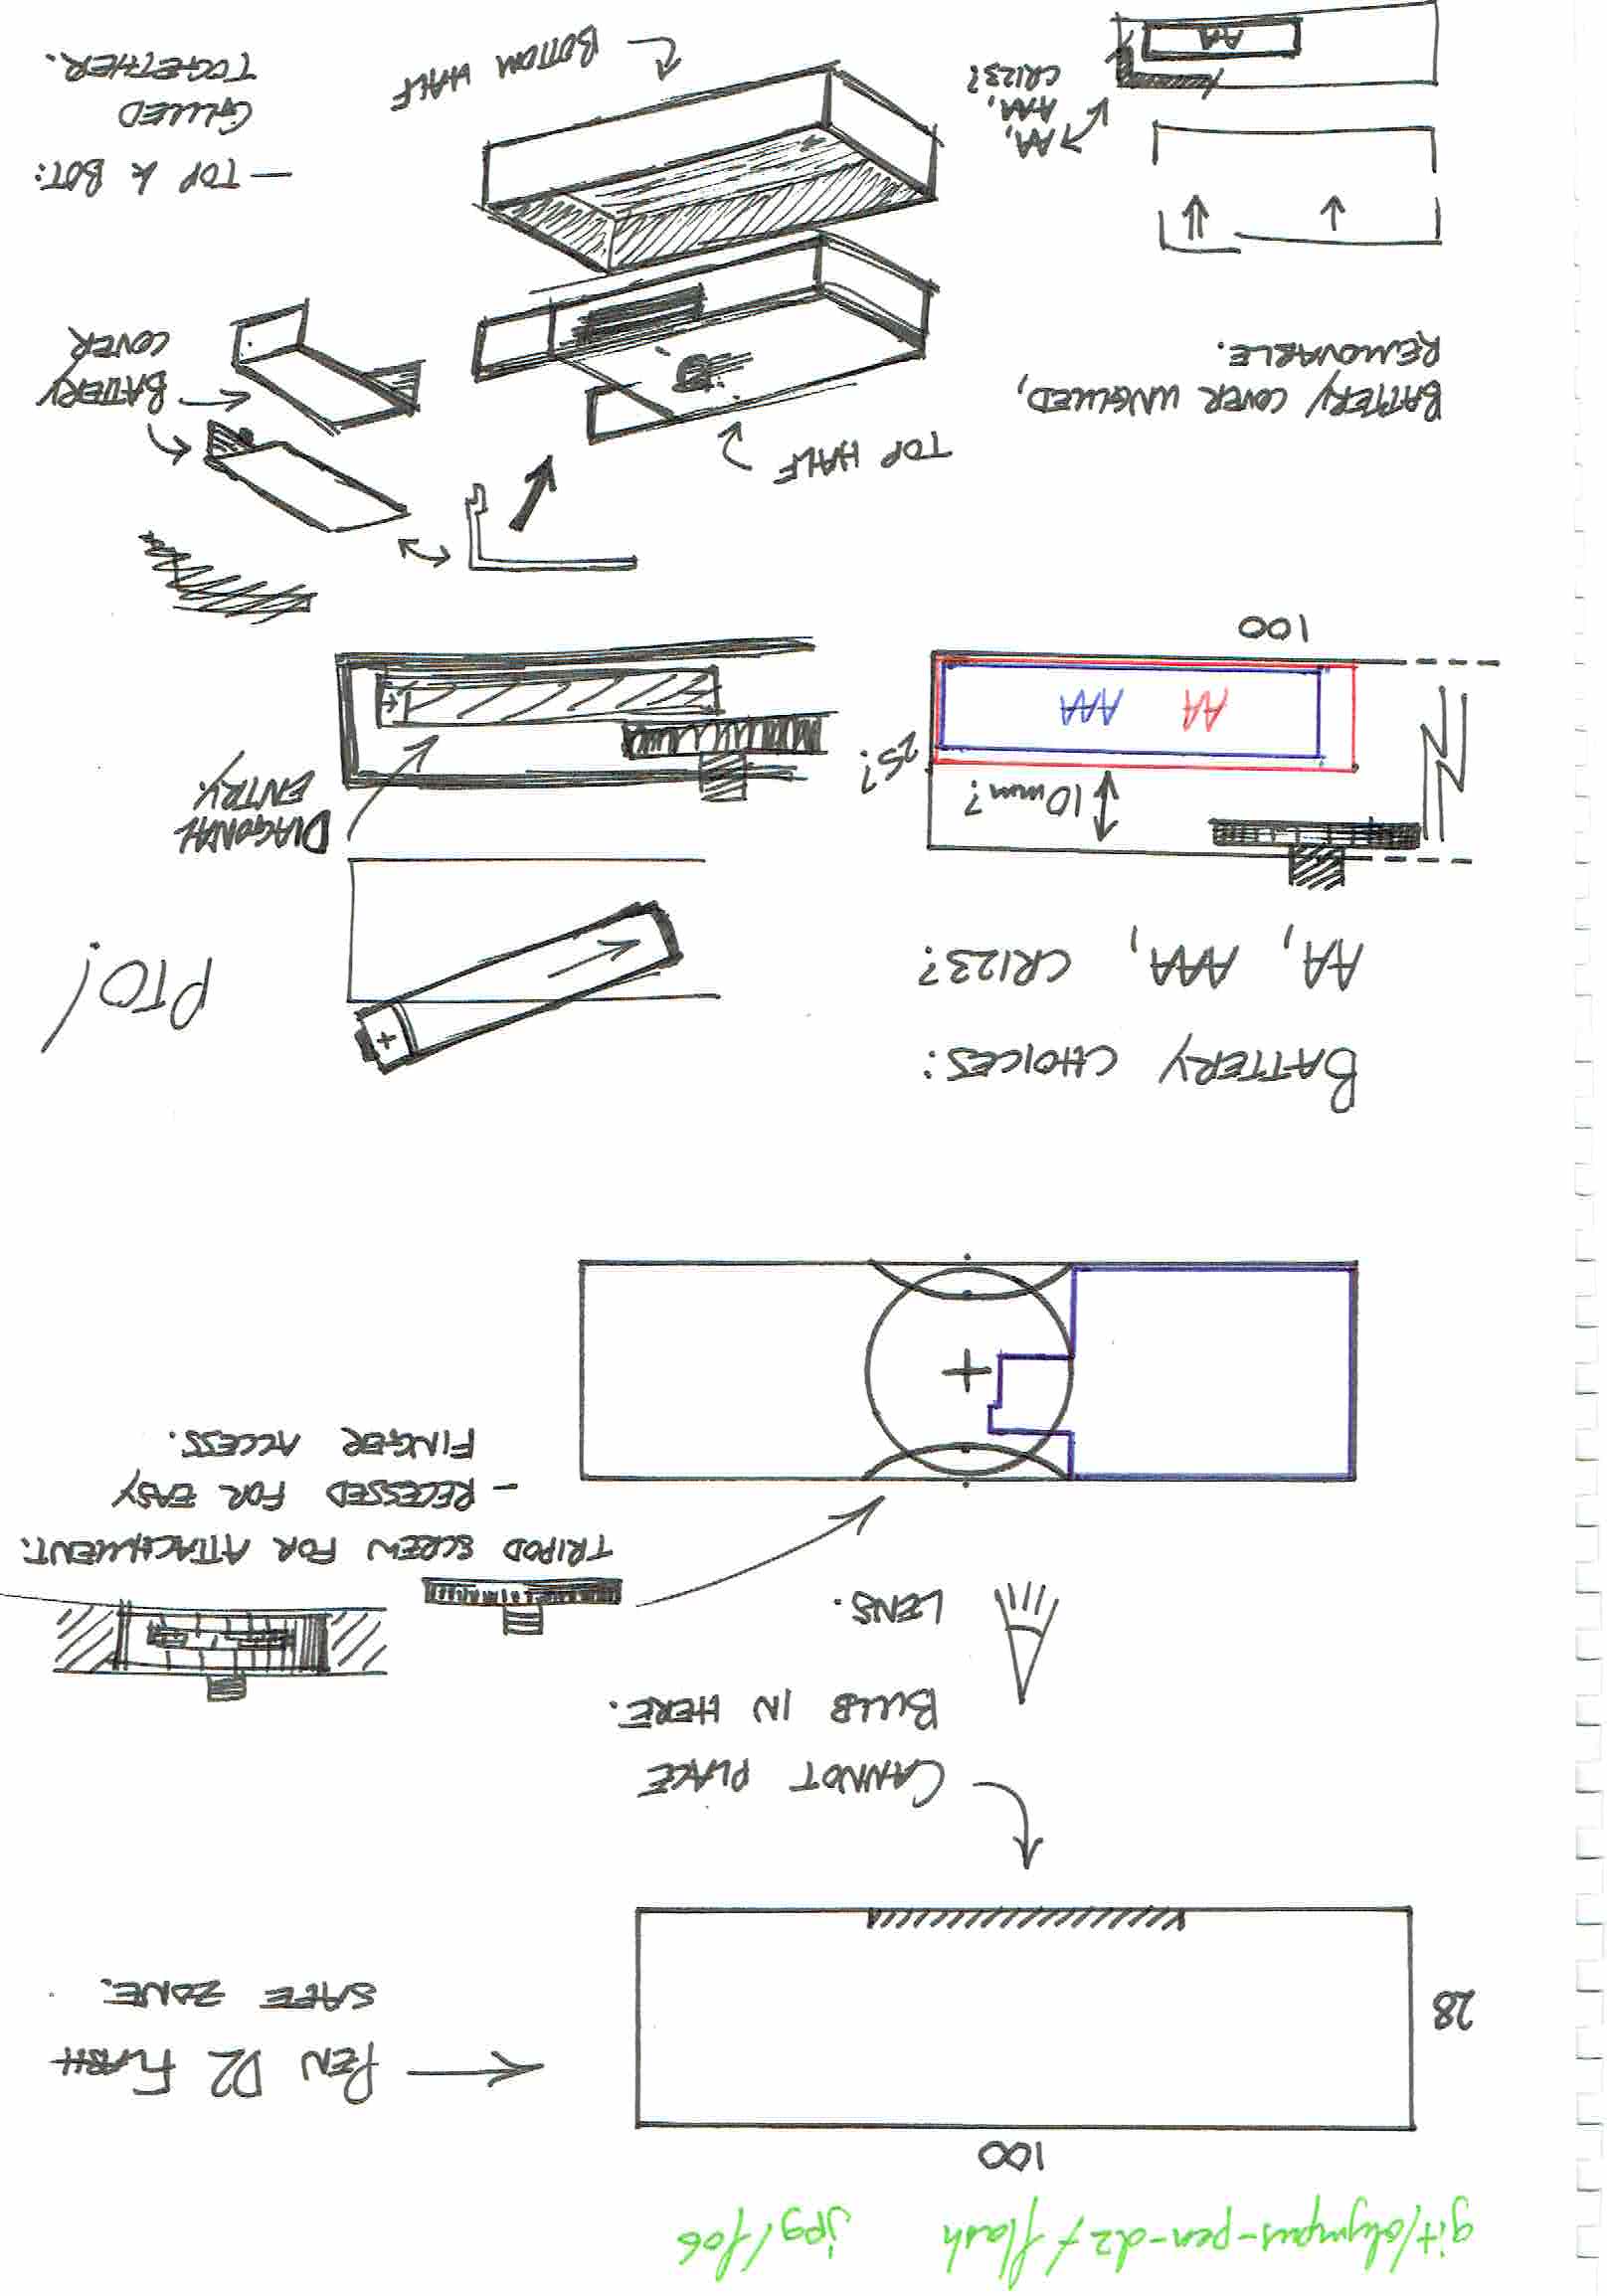 git/olympus-pen-d2/flash jpg/f06
100
28
← PEN D2 FLASH
SAFE ZONE.
CANNOT PLACE
BULB IN HERE.
LENS.
TRIPOD SCREW FOR ATTACHMENT.
- RECESSED FOR EASY
FINGER ACCESS.
+
BATTERY CHOICES:
AA, AAA, CR123?
+
PTO!
10mm?
25?
AA AAA
100
DIAGONAL
ENTRY.
+
TOP HALF
BATTERY COVER UNGLUED,
REMOVABLE.
BATTERY
COVER
AA,
AAA,
CR123?
AA
BOTTOM HALF
- TOP & BOT:
GLUED
TOGETHER.